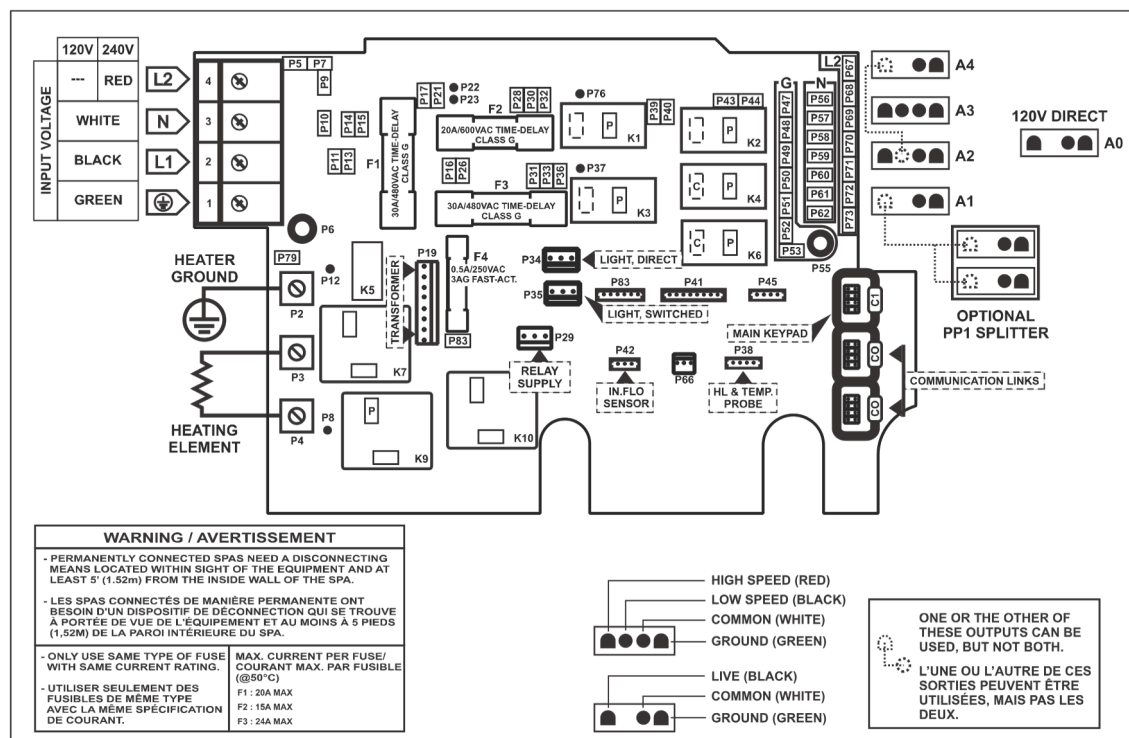 120V 240V
INPUT VOLTAGE
--- RED L2 4
WHITE N 3
BLACK L1 2
GREEN 1
P5 P7
P9
P10
P14
P15
P11
P13
P6
P79
P12
HEATER
GROUND
P2
P3
P4
P8
HEATING
ELEMENT
F1
30A/480VAC TIME-DELAY
CLASS G
P17
P21
P22
P23
F2
20A/600VAC TIME-DELAY
CLASS G
P28
P30
P32
P16
P26
F3
30A/480VAC TIME-DELAY
CLASS G
P31
P33
P36
P76
P K1
P37
P K3
P39
P40
P43 P44
P K2
C P K4
C P K6
G
P47
P48
P49
P50
P51
P52
P53
N
P56
P57
P58
P59
P60
P61
P62
P55
L2
P67
P68
P69
P70
P71
P72
P73
A4
A3
A2
A1
120V DIRECT
A0
OPTIONAL
PP1 SPLITTER
K5
TRANSFORMER
P19
F4
0.5A/250VAC
3AG FAST-ACT.
P83
K7
P K9
K10
P34
LIGHT, DIRECT
P35
LIGHT, SWITCHED
P83
P41
P45
P29
RELAY
SUPPLY
P42
IN.FLO
SENSOR
P66
P38
HL & TEMP.
PROBE
MAIN KEYPAD
C1
CO
CO
COMMUNICATION LINKS
WARNING / AVERTISSEMENT
- PERMANENTLY CONNECTED SPAS NEED A DISCONNECTING
MEANS LOCATED WITHIN SIGHT OF THE EQUIPMENT AND AT
LEAST 5' (1.52m) FROM THE INSIDE WALL OF THE SPA.
- LES SPAS CONNECTÉS DE MANIÈRE PERMANENTE ONT
BESOIN D'UN DISPOSITIF DE DÉCONNECTION QUI SE TROUVE
À PORTÉE DE VUE DE L'ÉQUIPEMENT ET AU MOINS À 5 PIEDS
(1,52M) DE LA PAROI INTÉRIEURE DU SPA.
- ONLY USE SAME TYPE OF FUSE
WITH SAME CURRENT RATING.
- UTILISER SEULEMENT DES
FUSIBLES DE MÊME TYPE
AVEC LA MÊME SPÉCIFICATION
DE COURANT.
MAX. CURRENT PER FUSE/
COURANT MAX. PAR FUSIBLE
(@50°C)
F1 : 20A MAX
F2 : 15A MAX
F3 : 24A MAX
HIGH SPEED (RED)
LOW SPEED (BLACK)
COMMON (WHITE)
GROUND (GREEN)
LIVE (BLACK)
COMMON (WHITE)
GROUND (GREEN)
ONE OR THE OTHER OF
THESE OUTPUTS CAN BE
USED, BUT NOT BOTH.
L'UNE OU L'AUTRE DE CES
SORTIES PEUVENT ÊTRE
UTILISÉES, MAIS PAS LES
DEUX.